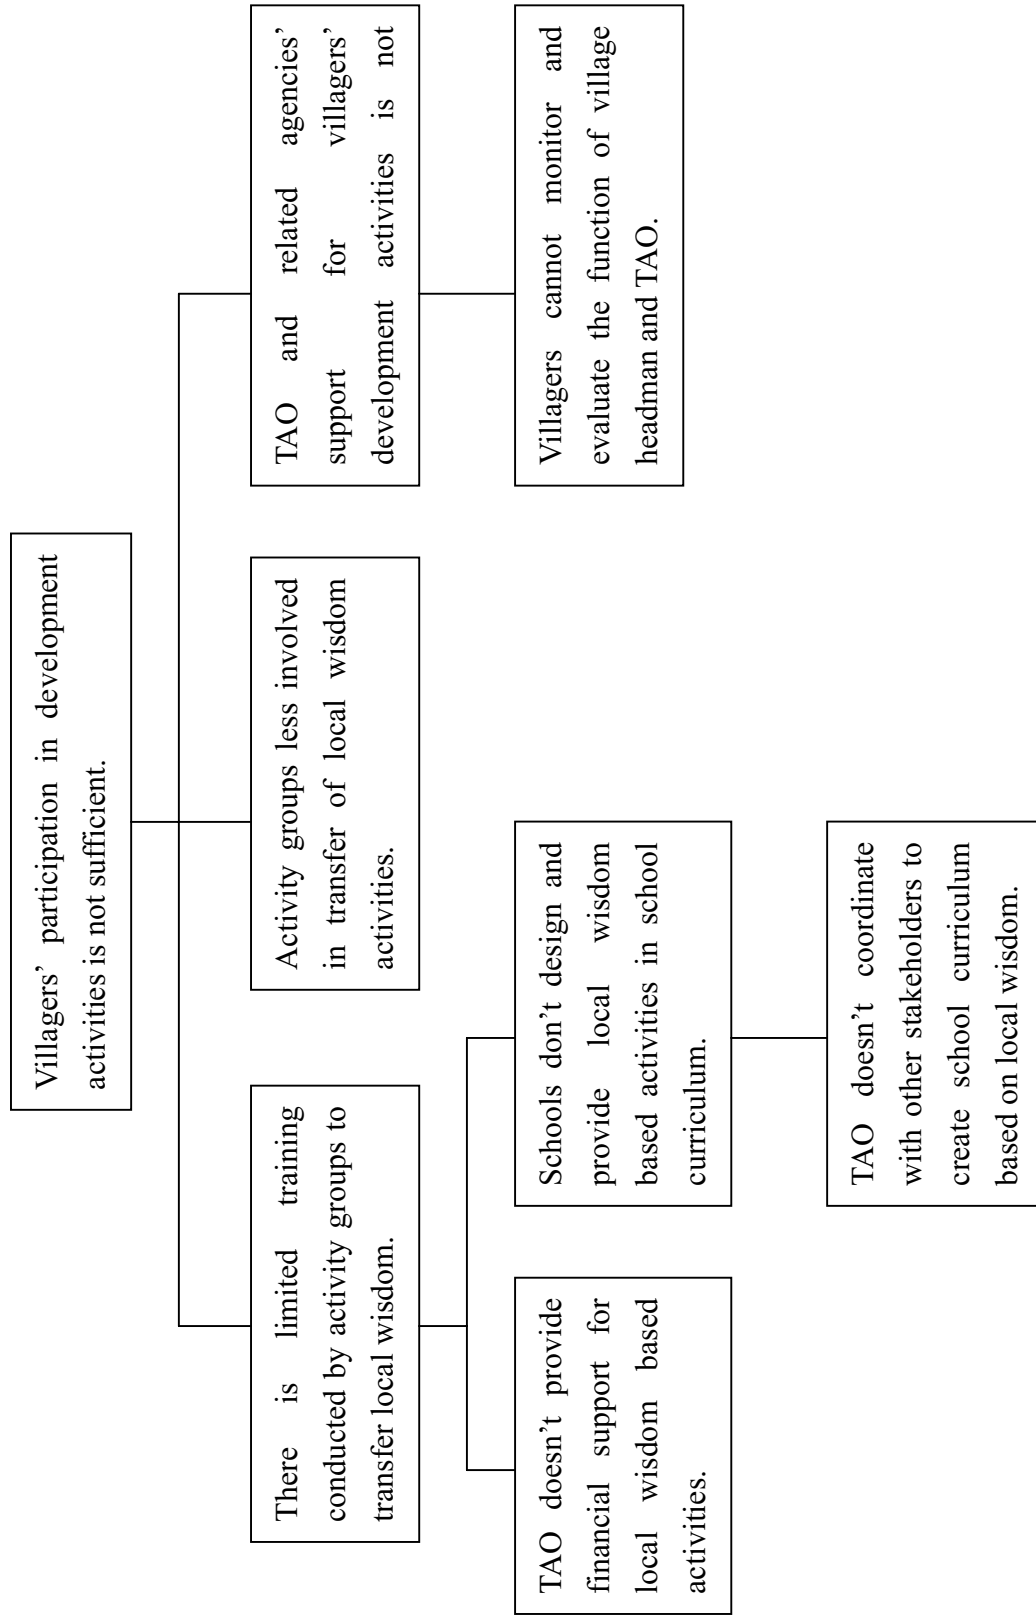 Villagers’ participation in development
activities is not sufficient.
There is limited training
conducted by activity groups to
transfer local wisdom.
Activity groups less involved
in transfer of local wisdom
activities.
TAO and related agencies’
support for villagers’
development activities is not
TAO doesn’t provide
financial support for
local wisdom based
activities.
Schools don’t design and
provide local wisdom
based activities in school
curriculum.
Villagers cannot monitor and
evaluate the function of village
headman and TAO.
TAO doesn’t coordinate
with other stakeholders to
create school curriculum
based on local wisdom.